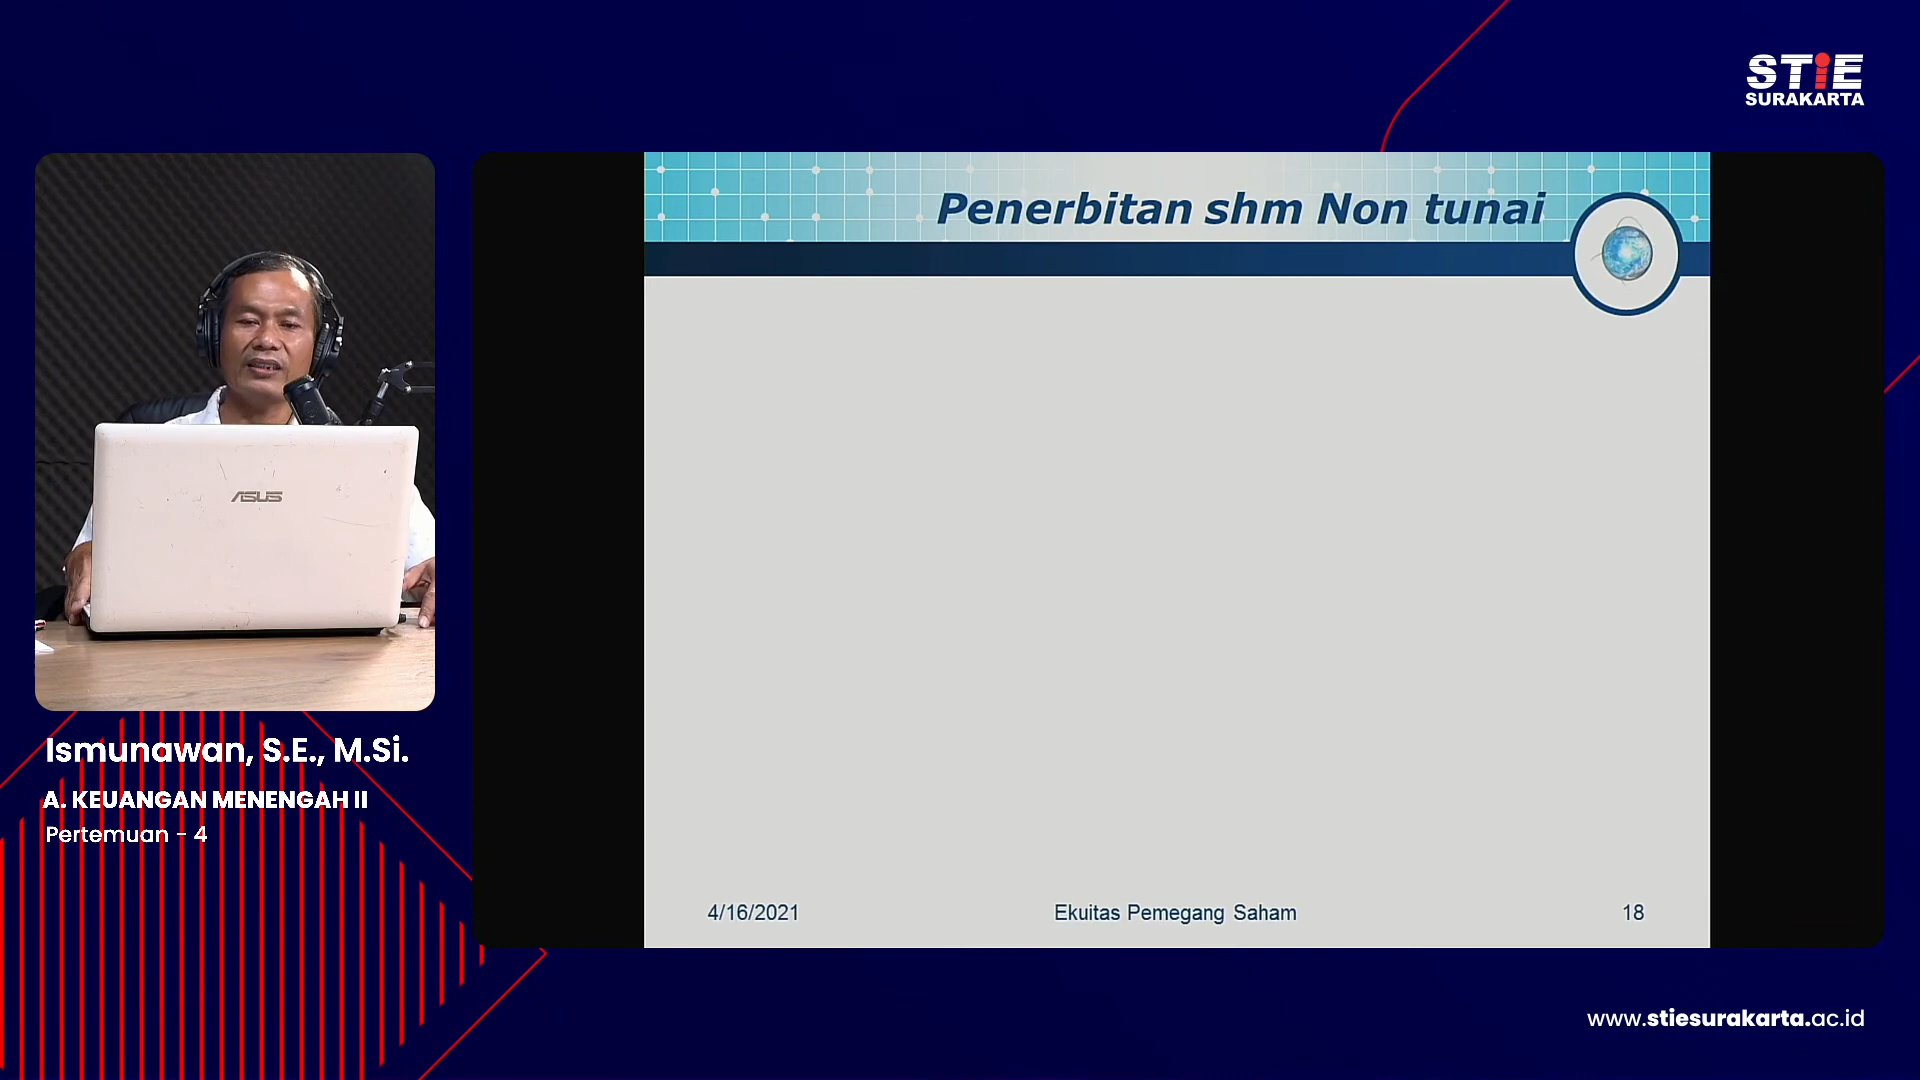 STiE
SURAKARTA
Penerbitan shm Non tunai
ASUS
Ismunawan, S.E., M.Si.
A. KEUANGAN MENENGAH II
Pertemuan - 4
4/16/2021
Ekuitas Pemegang Saham
18
www.stiesurakarta.ac.id